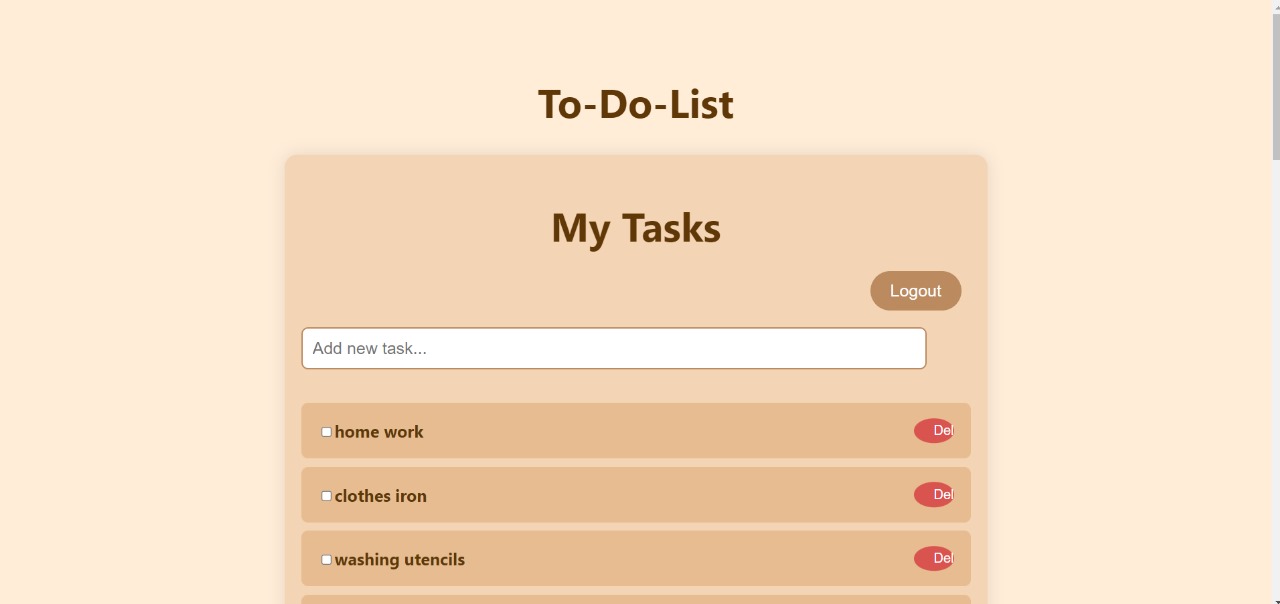 To-Do-List
My Tasks
Logout
Add new task...
home work
Del
clothes iron
Del
washing utencils
Del